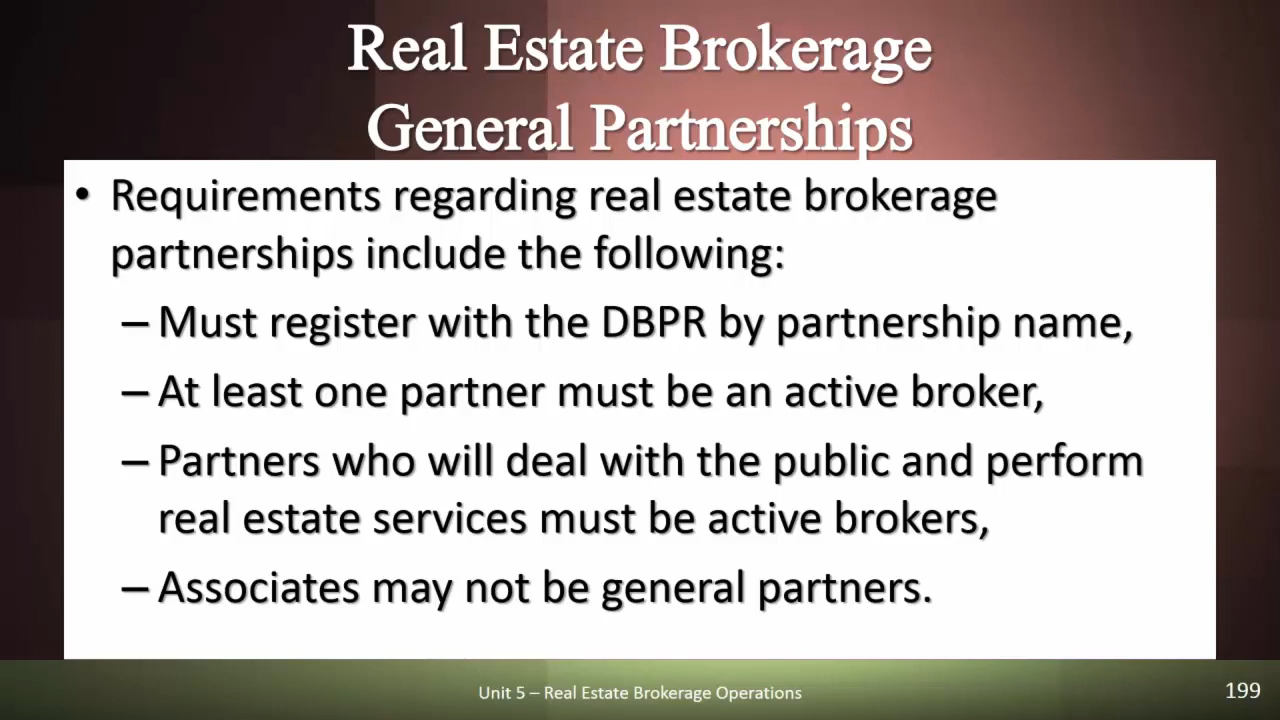 Real Estate Brokerage
General Partnerships
• Requirements regarding real estate brokerage
partnerships include the following:
– Must register with the DBPR by partnership name,
– At least one partner must be an active broker,
– Partners who will deal with the public and perform
real estate services must be active brokers,
– Associates may not be general partners.
Unit 5 – Real Estate Brokerage Operations
199